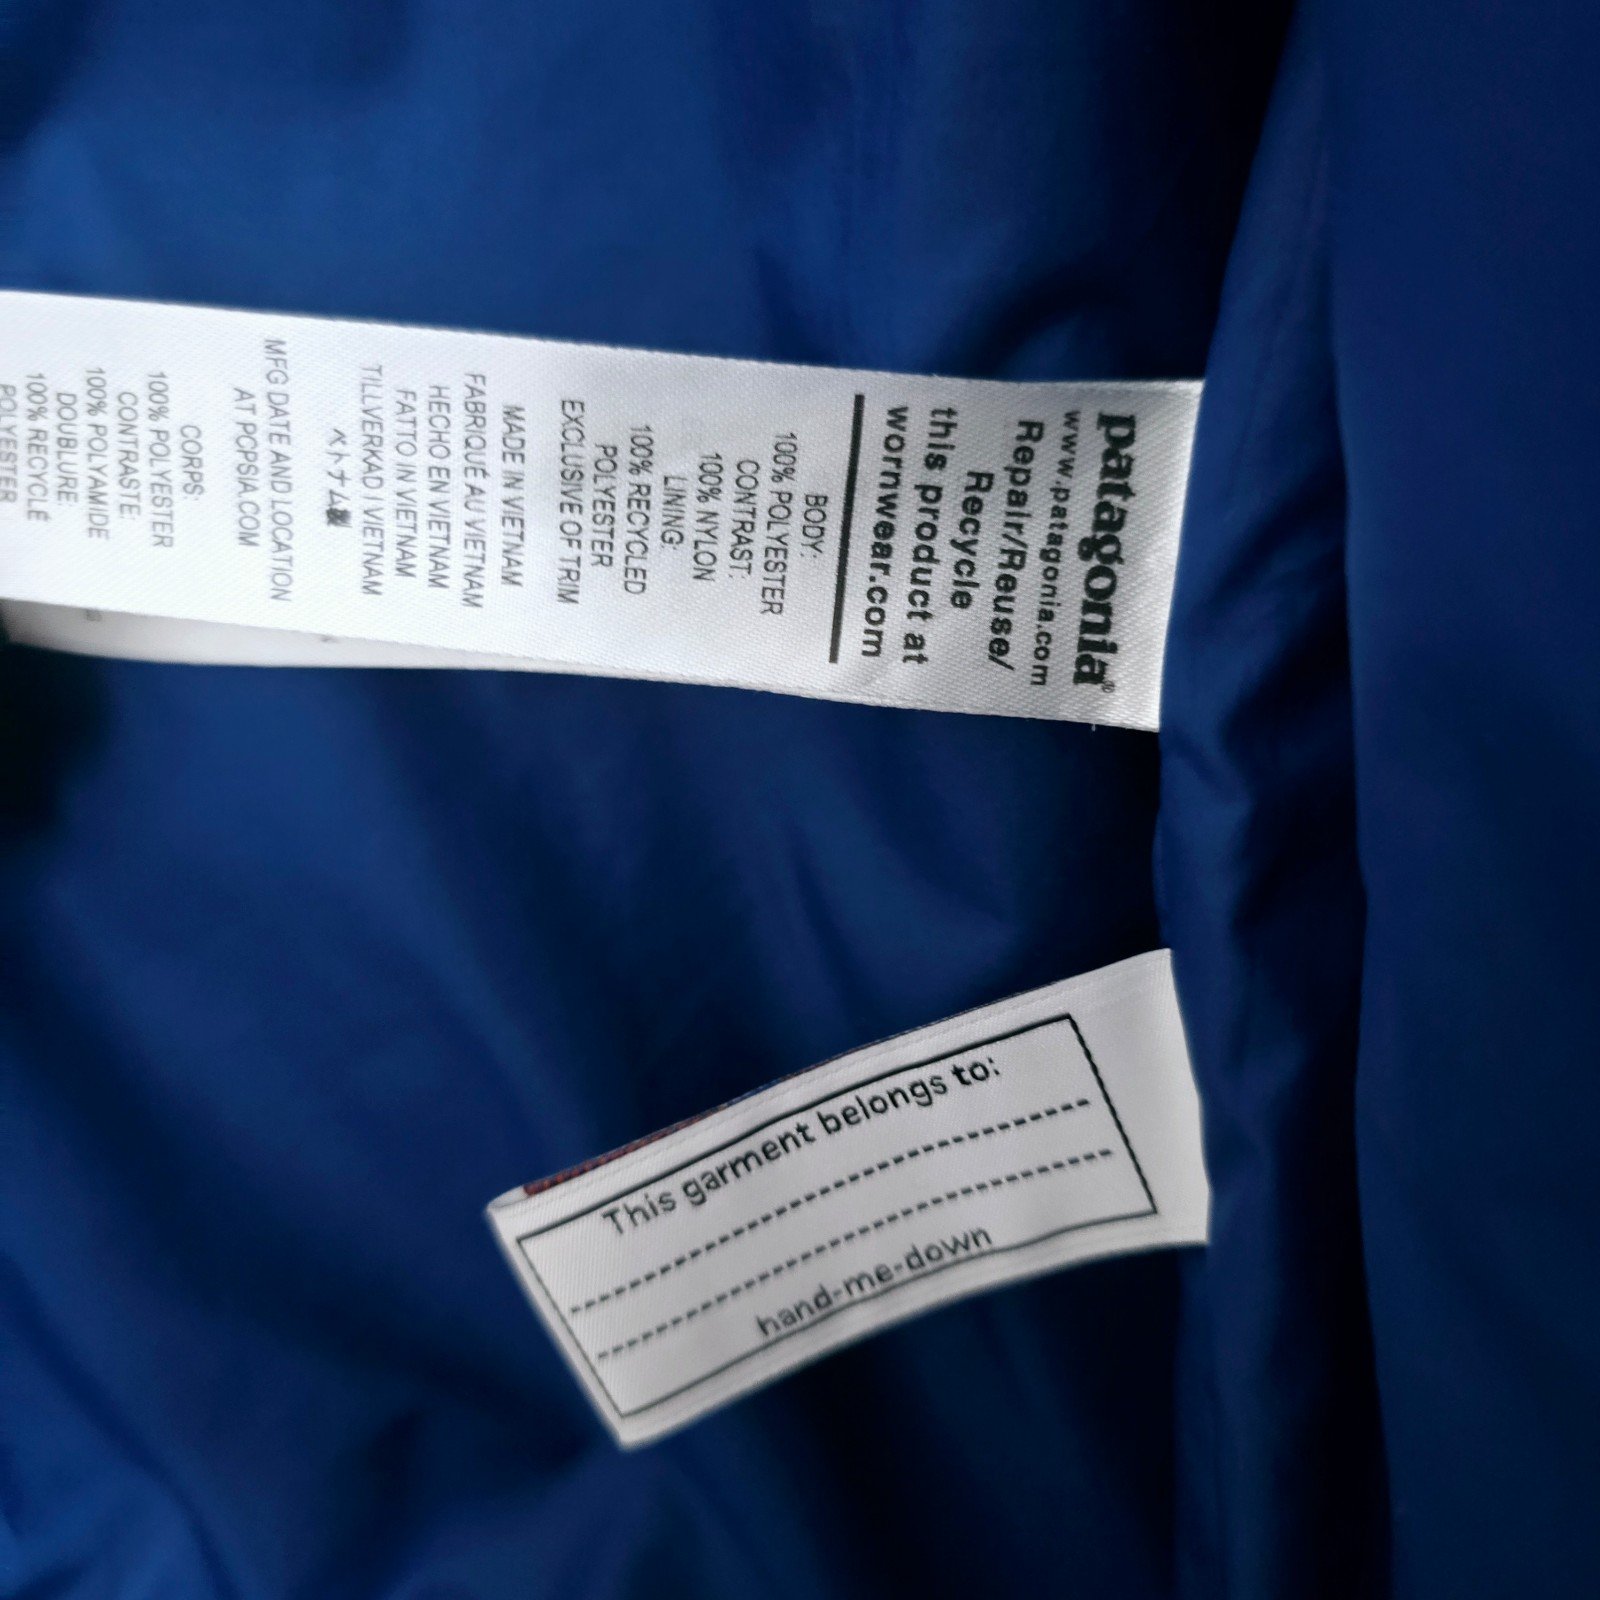 patagonia®
www.patagonia.com
Repair/Reuse/
Recycle
this product at
wornwear.com
BODY:
100% POLYESTER
CONTRAST:
100% NYLON
LINING:
100% RECYCLED
POLYESTER
EXCLUSIVE OF TRIM
MADE IN VIETNAM
FABRIQUÉ AU VIETNAM
HECHO EN VIETNAM
FATTO IN VIETNAM
TILLVERKAD I VIETNAM
ベトナム製
MFG DATE AND LOCATION
AT PCPSIA.COM
CORPS:
100% POLYESTER
CONTRASTE:
100% POLYAMIDE
DOUBLURE:
100% RECYCLÉ
POLYESTER
This garment belongs to:
hand-me-down